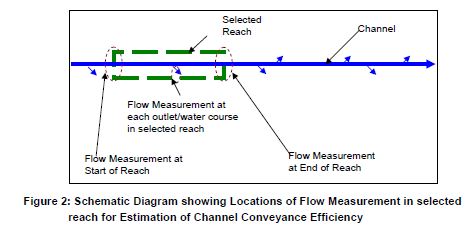 Selected
Reach
Channel
Flow Measurement at
each outlet/water course
in selected reach
Flow Measurement at
Start of Reach
Flow Measurement
at End of Reach
Figure 2: Schematic Diagram showing Locations of Flow Measurement in selected
reach for Estimation of Channel Conveyance Efficiency